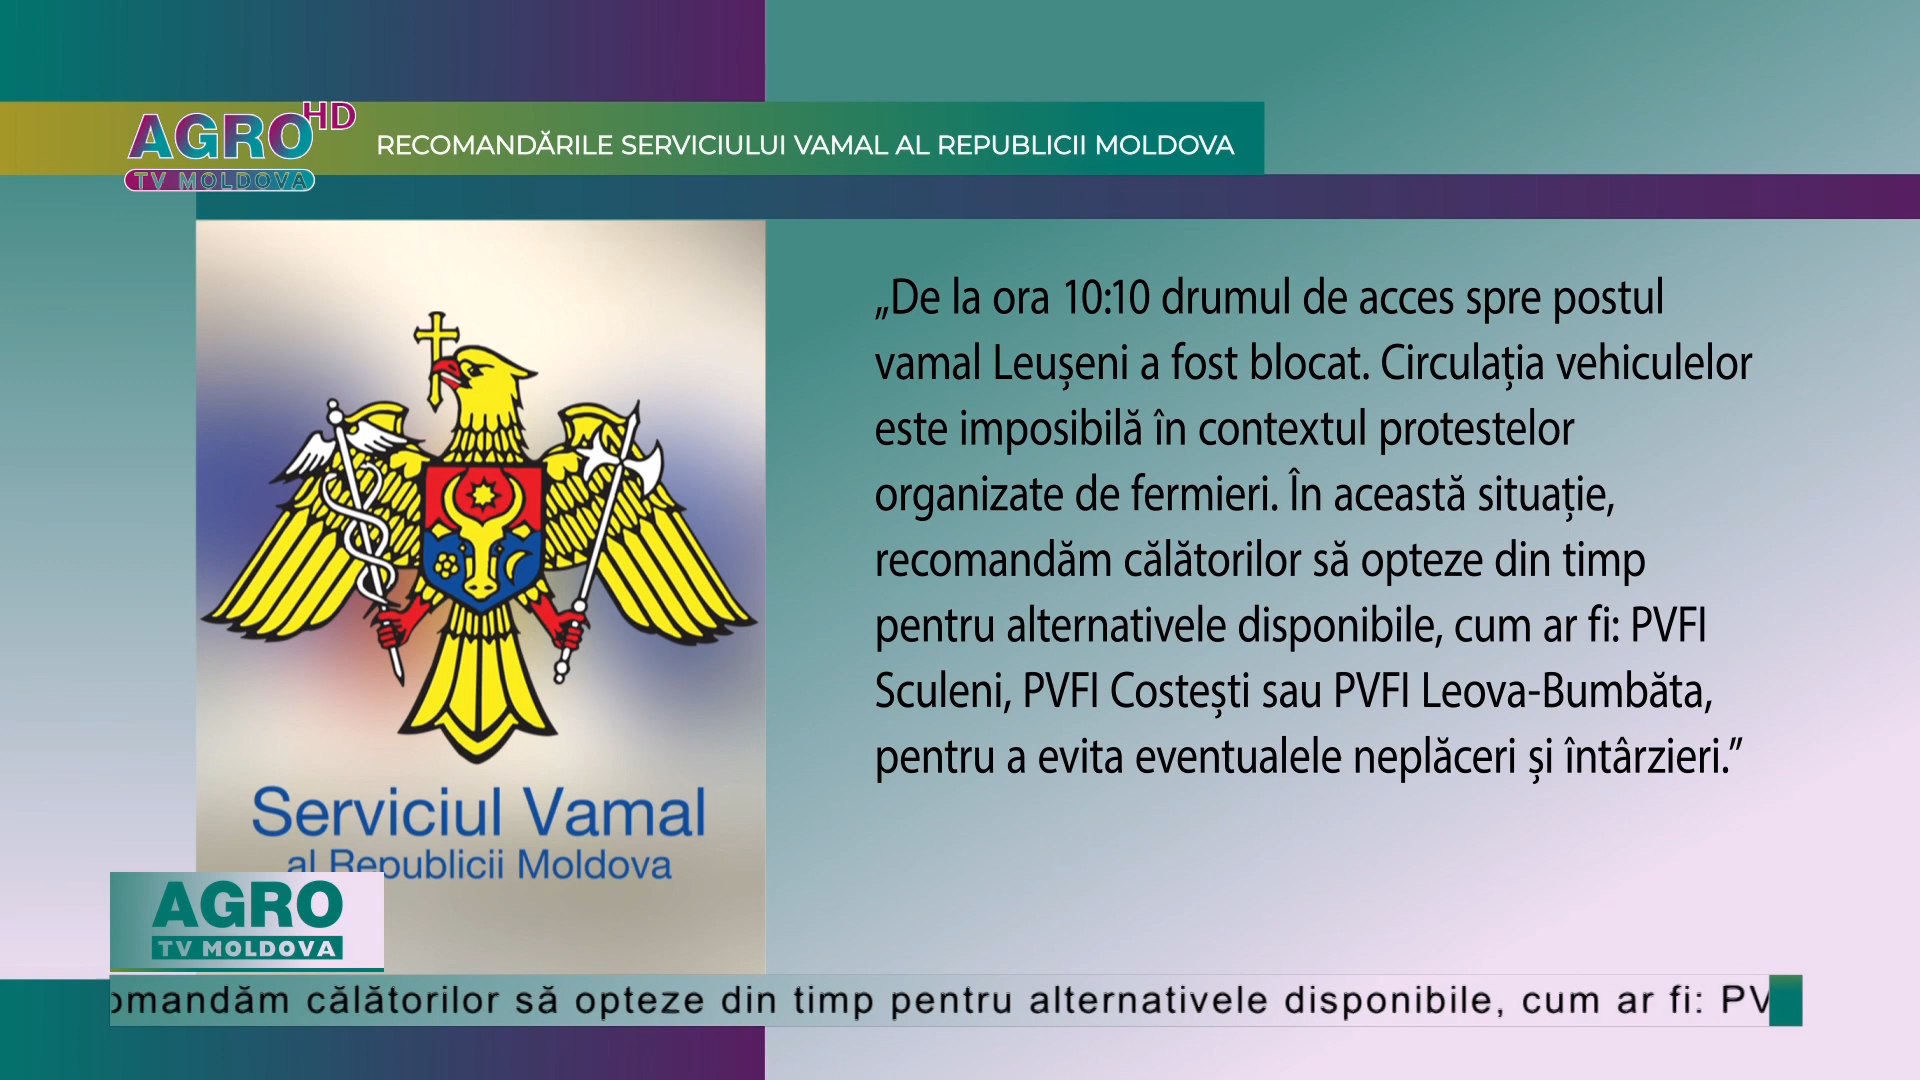 AGRO HD
TV MOLDOVA
RECOMANDĂRILE SERVICIULUI VAMAL AL REPUBLICII MOLDOVA
„De la ora 10:10 drumul de acces spre postul
vamal Leușeni a fost blocat. Circulația vehiculelor
este imposibilă în contextul protestelor
organizate de fermieri. În această situație,
recomandăm călătorilor să opteze din timp
pentru alternativele disponibile, cum ar fi: PVFI
Sculeni, PVFI Costești sau PVFI Leova-Bumbăta,
pentru a evita eventualele neplăceri și întârzieri.”
Serviciul Vamal
al Republicii Moldova
AGRO
TV MOLDOVA
omandăm călătorilor să opteze din timp pentru alternativele disponibile, cum ar fi: PV